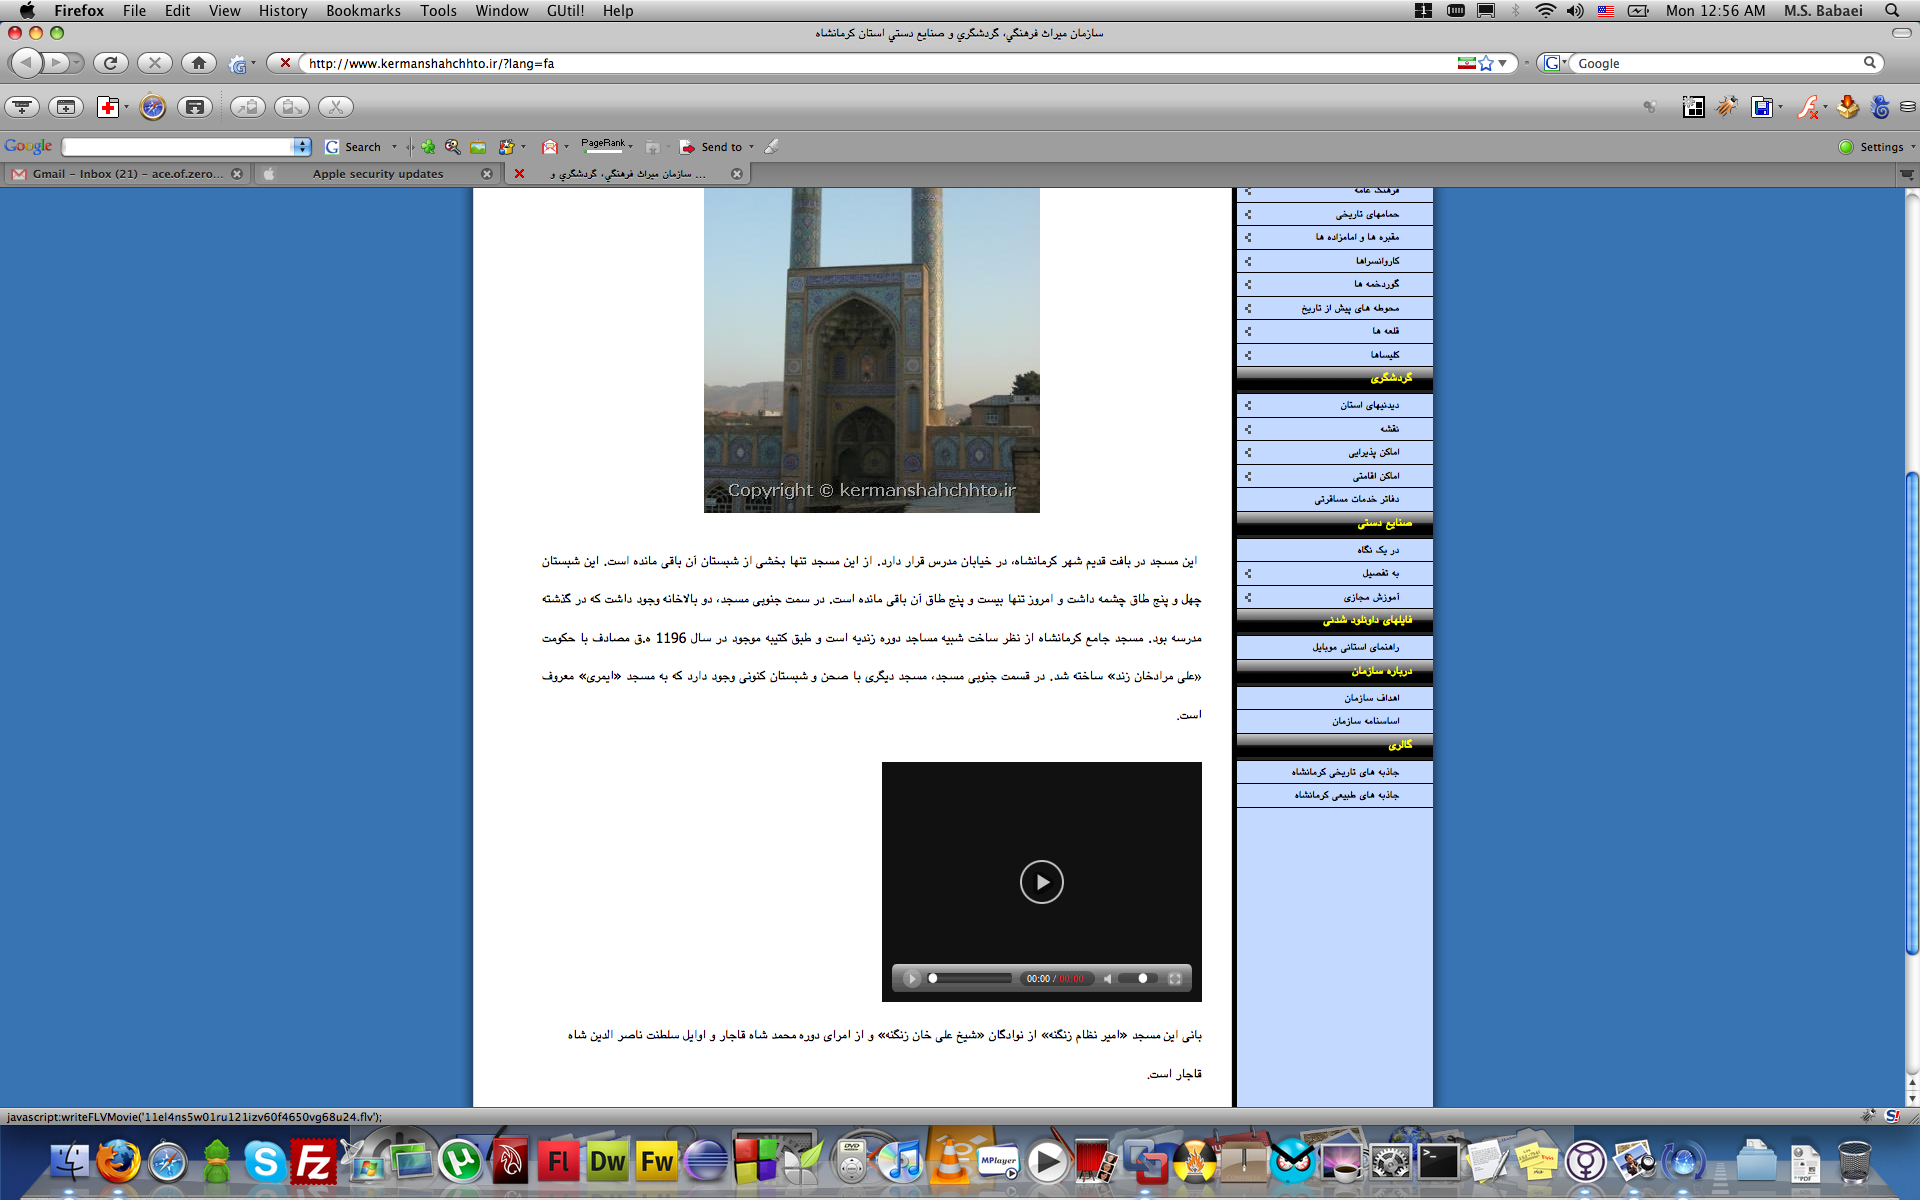 Firefox File Edit View History Bookmarks Tools Window GUtil! Help
Mon 12:56 AM M.S. Babaei
سازمان ميراث فرهنگي، گردشگري و صنايع دستي استان کرمانشاه
http://www.kermanshahchhto.ir/?lang=fa
Google
Google Search PageRank Send to Settings
Gmail - Inbox (21) - ace.of.zero...
Apple security updates
سازمان ميراث فرهنگي، گردشگري و ...
Copyright © kermanshahchhto.ir
این مسجد در بافت قدیم شهر کرمانشاه، در خیابان مدرس قرار دارد. از این مسجد تنها بخشی از شبستان آن باقی مانده است. این شبستان
چهل و پنج طاق چشمه داشت و امروز تنها بیست و پنج طاق آن باقی مانده است. در سمت جنوبی مسجد، دو بالاخانه وجود داشت که در گذشته
مدرسه بود. مسجد جامع کرمانشاه از نظر ساخت شبیه مساجد دوره زندیه است و طبق کتیبه موجود در سال 1196 ه.ق مصادف با حکومت
«علی مرادخان زند» ساخته شد. در قسمت جنوبی مسجد، مسجد دیگری با صحن و شبستان کنونی وجود دارد که به مسجد «ایمری» معروف
است.
00:00 / 00:00
بانی این مسجد «امیر نظام زنگنه» از نوادگان «شیخ علی خان زنگنه» و از امرای دوره محمد شاه قاجار و اوایل سلطنت ناصر الدین شاه
قاجار است.
فرهنگ عامه
حمامهای تاریخی
مقبره ها و امامزاده ها
کاروانسراها
گوردخمه ها
محوطه های پیش از تاریخ
قلعه ها
کلیساها
گردشگری
دیدنیهای استان
نقشه
اماکن پذیرایی
اماکن اقامتی
دفاتر خدمات مسافرتی
صنایع دستی
در یک نگاه
به تفصیل
آموزش مجازی
فایلهای داونلود شدنی
راهنمای استانی موبایل
درباره سازمان
اهداف سازمان
اساسنامه سازمان
گالری
جاذبه های تاریخی کرمانشاه
جاذبه های طبیعی کرمانشاه
javascript:writeFLVMovie('11el4ns5w01ru121izv60f4650vg68u24.flv');
Fz
Fl
Dw
Fw
MPlayer
PDF